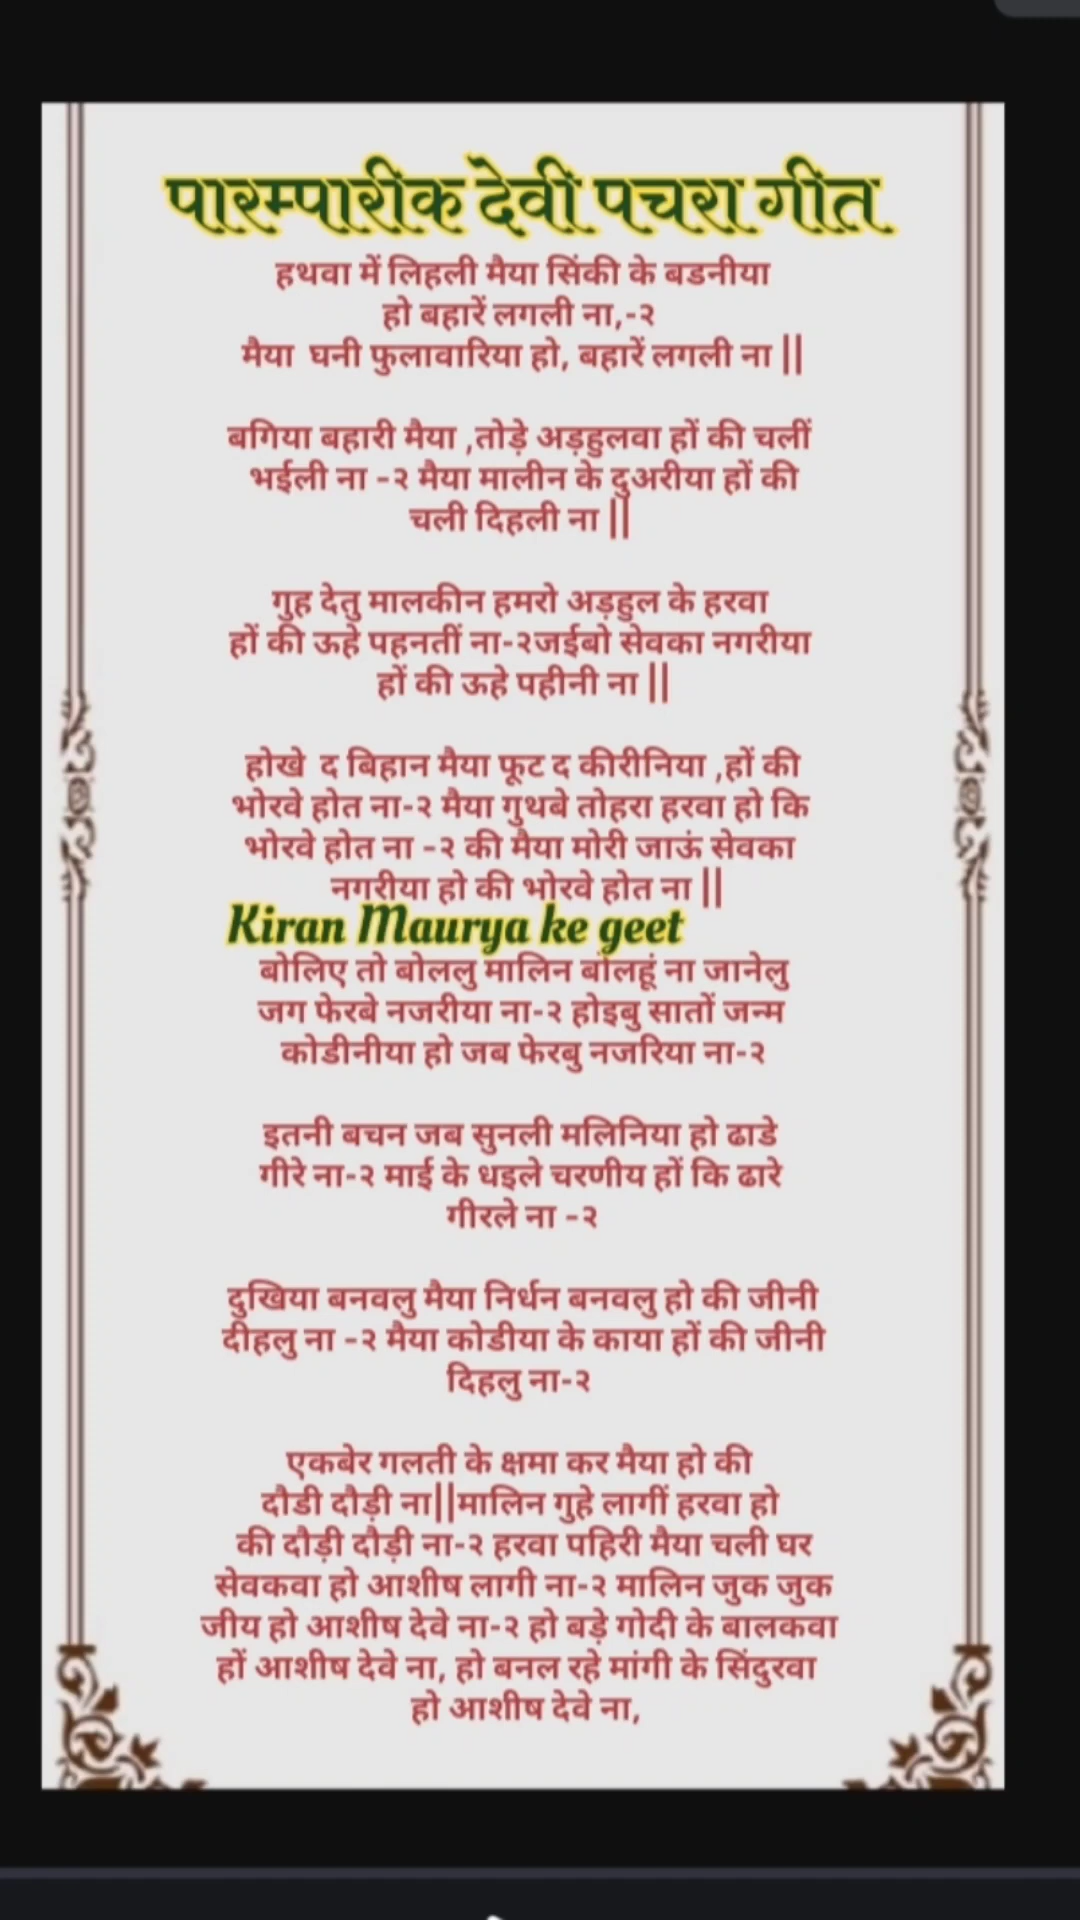 पारम्पारीक देवी पचरा गीत
हथवा में लिहली मैया सिंकी के बडनीया
हो बहारें लगली ना,-२
मैया घनी फुलावारिया हो, बहारें लगली ना ||
बगिया बहारी मैया ,तोड़े अड़हुलवा हों की चलीं
भईली ना -२ मैया मालीन के दुअरीया हों की
चली दिहली ना ||
गुह देतु मालकीन हमरो अड़हुल के हरवा
हों की ऊहे पहनतीं ना-२जईबो सेवका नगरीया
हों की ऊहे पहीनी ना ||
होखे द बिहान मैया फूट द कीरीनिया ,हों की
भोरवे होत ना-२ मैया गुथबे तोहरा हरवा हो कि
भोरवे होत ना -२ की मैया मोरी जाऊं सेवका
नगरीया हो की भोरवे होत ना ||
Kiran Maurya ke geet
बोलिए तो बोललु मालिन बोलहूं ना जानेलु
जग फेरबे नजरीया ना-२ होइबु सातों जन्म
कोडीनीया हो जब फेरबु नजरिया ना-२
इतनी बचन जब सुनली मलिनिया हो ढाडे
गीरे ना-२ माई के धइले चरणीय हों कि ढारे
गीरले ना -२
दुखिया बनवलु मैया निर्धन बनवलु हो की जीनी
दीहलु ना -२ मैया कोडीया के काया हों की जीनी
दिहलु ना-२
एकबेर गलती के क्षमा कर मैया हो की
दौडी दौड़ी ना||मालिन गुहे लागीं हरवा हो
की दौड़ी दौड़ी ना-२ हरवा पहिरी मैया चली घर
सेवकवा हो आशीष लागी ना-२ मालिन जुक जुक
जीय हो आशीष देवे ना-२ हो बड़े गोदी के बालकवा
हों आशीष देवे ना, हो बनल रहे मांगी के सिंदुरवा
हो आशीष देवे ना,